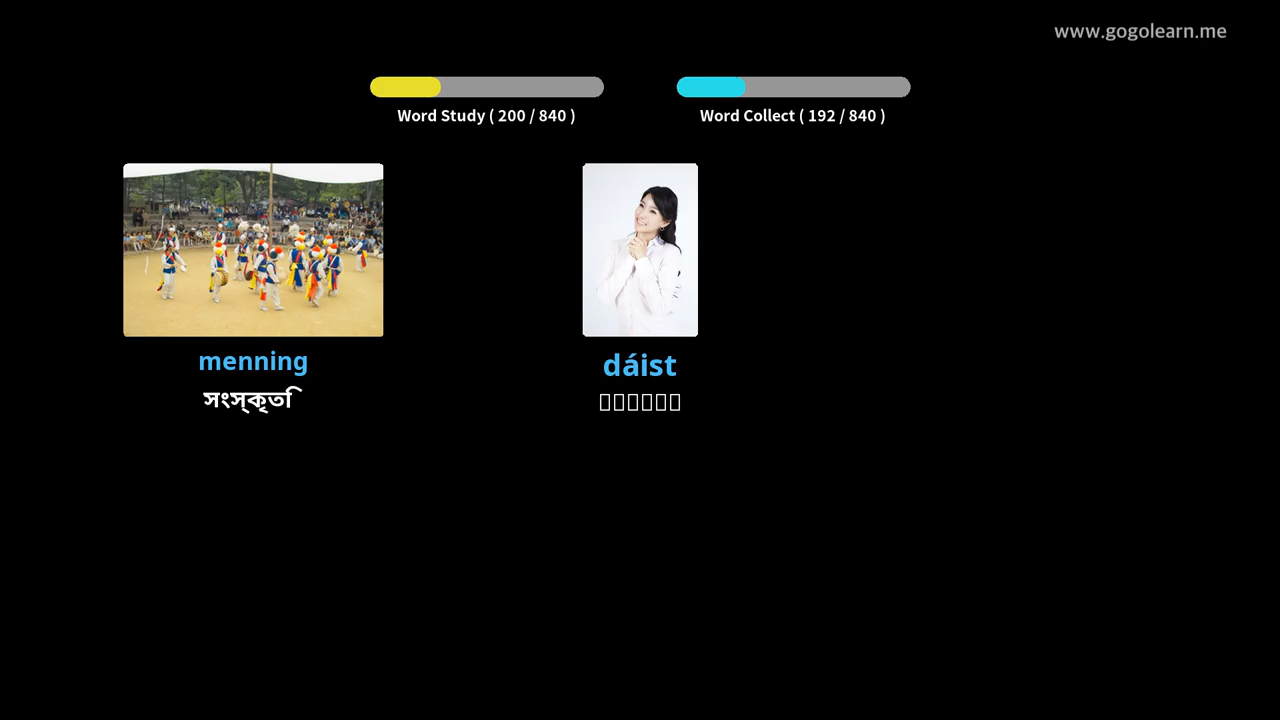 www.gogolearn.me
Word Study ( 200 / 840 )
Word Collect ( 192 / 840 )
menning
সংস্কৃতি
dáist